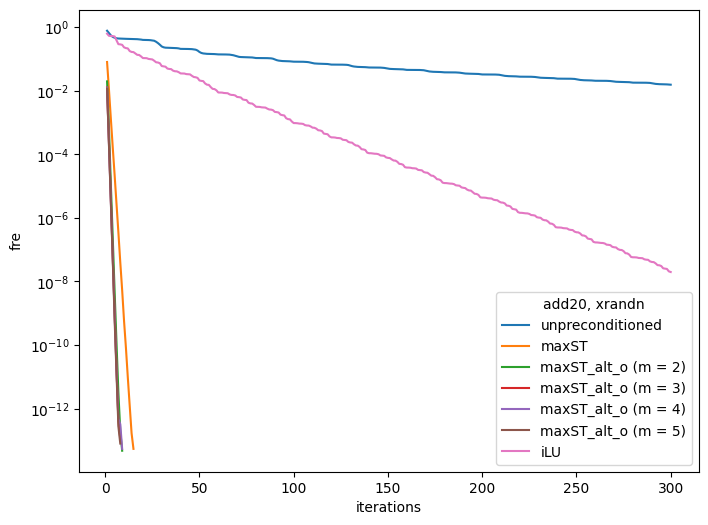 10^0
10^-2
10^-4
10^-6
10^-8
10^-10
10^-12
fre
0 50 100 150 200 250 300
iterations
add20, xrandn
unpreconditioned
maxST
maxST_alt_o (m = 2)
maxST_alt_o (m = 3)
maxST_alt_o (m = 4)
maxST_alt_o (m = 5)
iLU